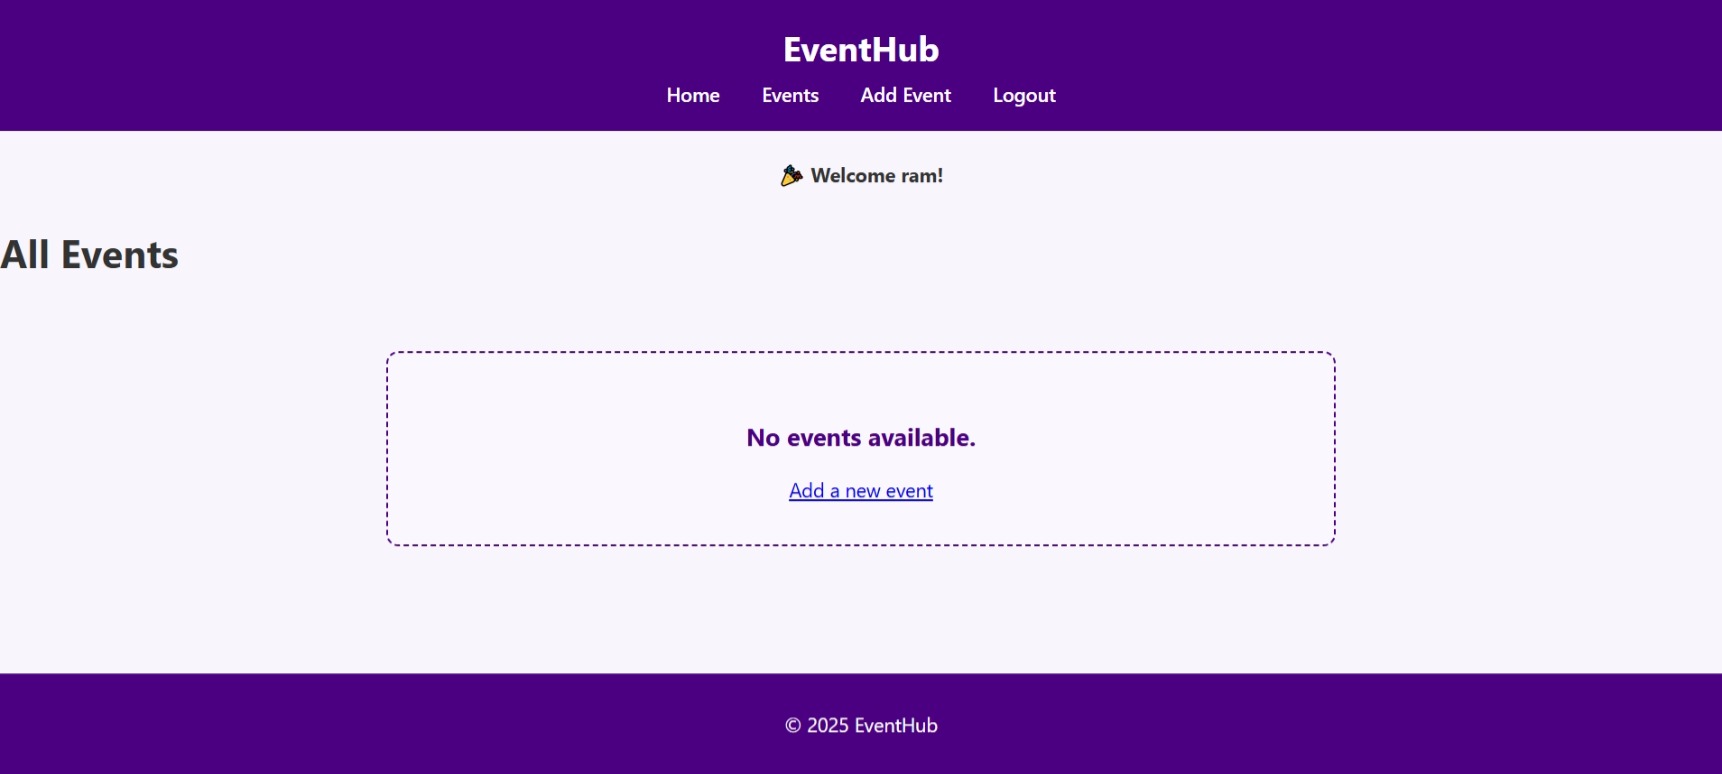 EventHub
Home Events Add Event Logout
🎉 Welcome ram!
All Events
No events available.
Add a new event
© 2025 EventHub